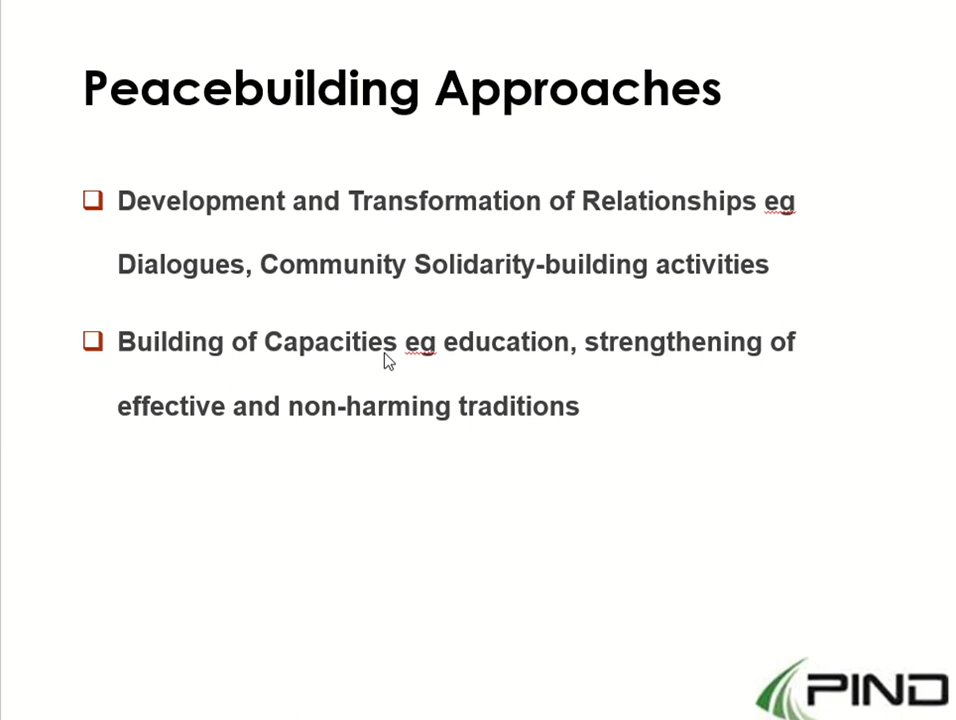 Peacebuilding Approaches
Development and Transformation of Relationships eg
Dialogues, Community Solidarity-building activities
Building of Capacities eg education, strengthening of
effective and non-harming traditions
PIND